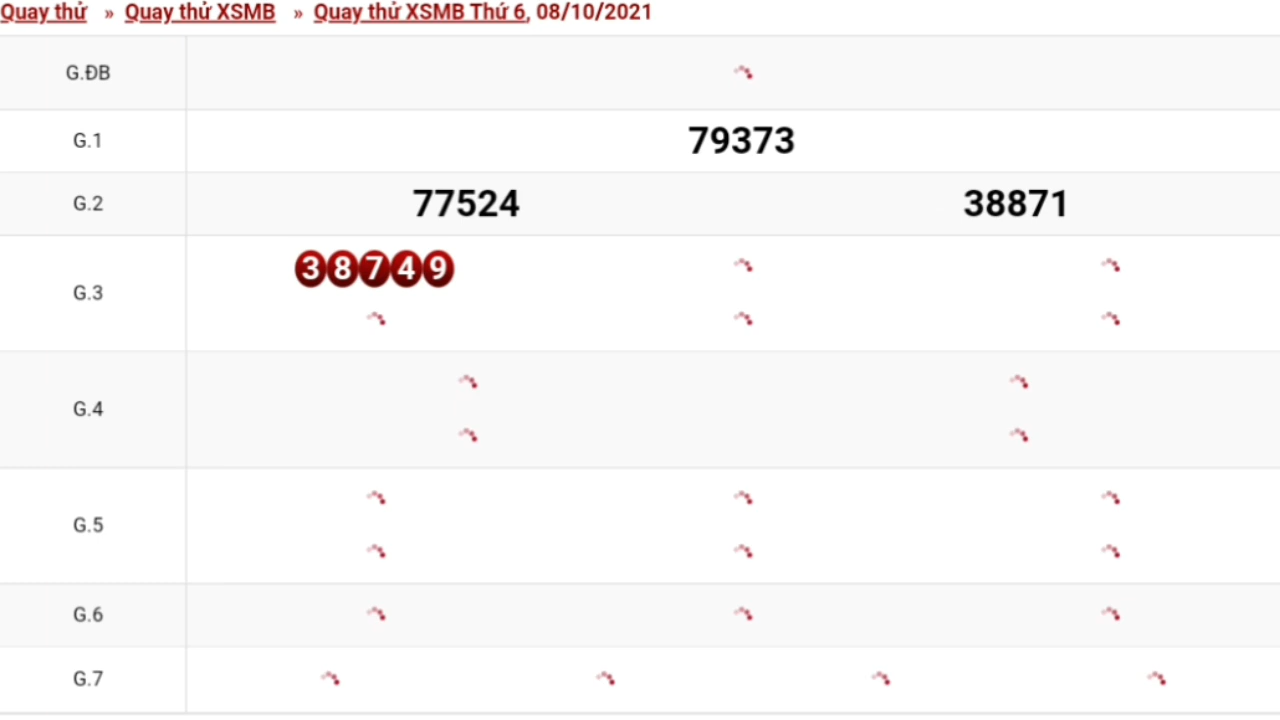 Quay thử » Quay thử XSMB » Quay thử XSMB Thứ 6, 08/10/2021
G.ĐB
G.1 79373
G.2 77524 38871
G.3 38749
G.4
G.5
G.6
G.7